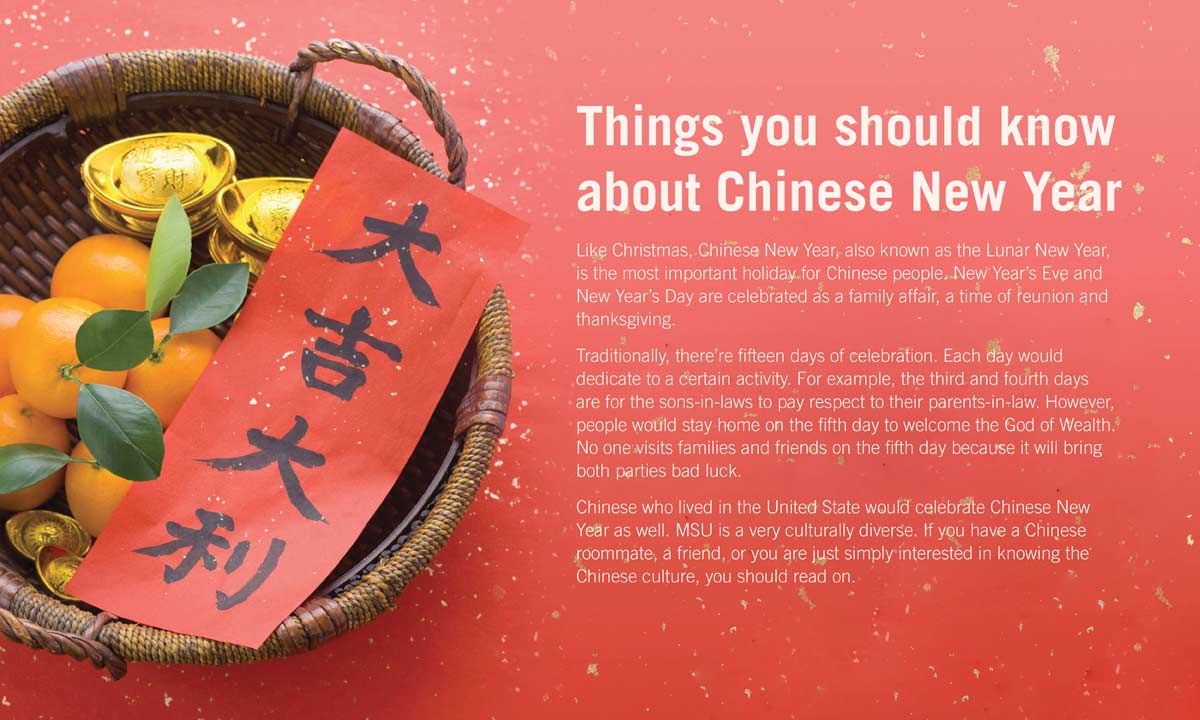 大吉大利
寶財
Things you should know
about Chinese New Year
Like Christmas, Chinese New Year, also known as the Lunar New Year,
is the most important holiday for Chinese people. New Year's Eve and
New Year's Day are celebrated as a family affair, a time of reunion and
thanksgiving.
Traditionally, there're fifteen days of celebration. Each day would
dedicate to a certain activity. For example, the third and fourth days
are for the sons-in-laws to pay respect to their parents-in-law. However,
people would stay home on the fifth day to welcome the God of Wealth.
No one visits families and friends on the fifth day because it will bring
both parties bad luck.
Chinese who lived in the United State would celebrate Chinese New
Year as well. MSU is a very culturally diverse. If you have a Chinese
roommate, a friend, or you are just simply interested in knowing the
Chinese culture, you should read on.